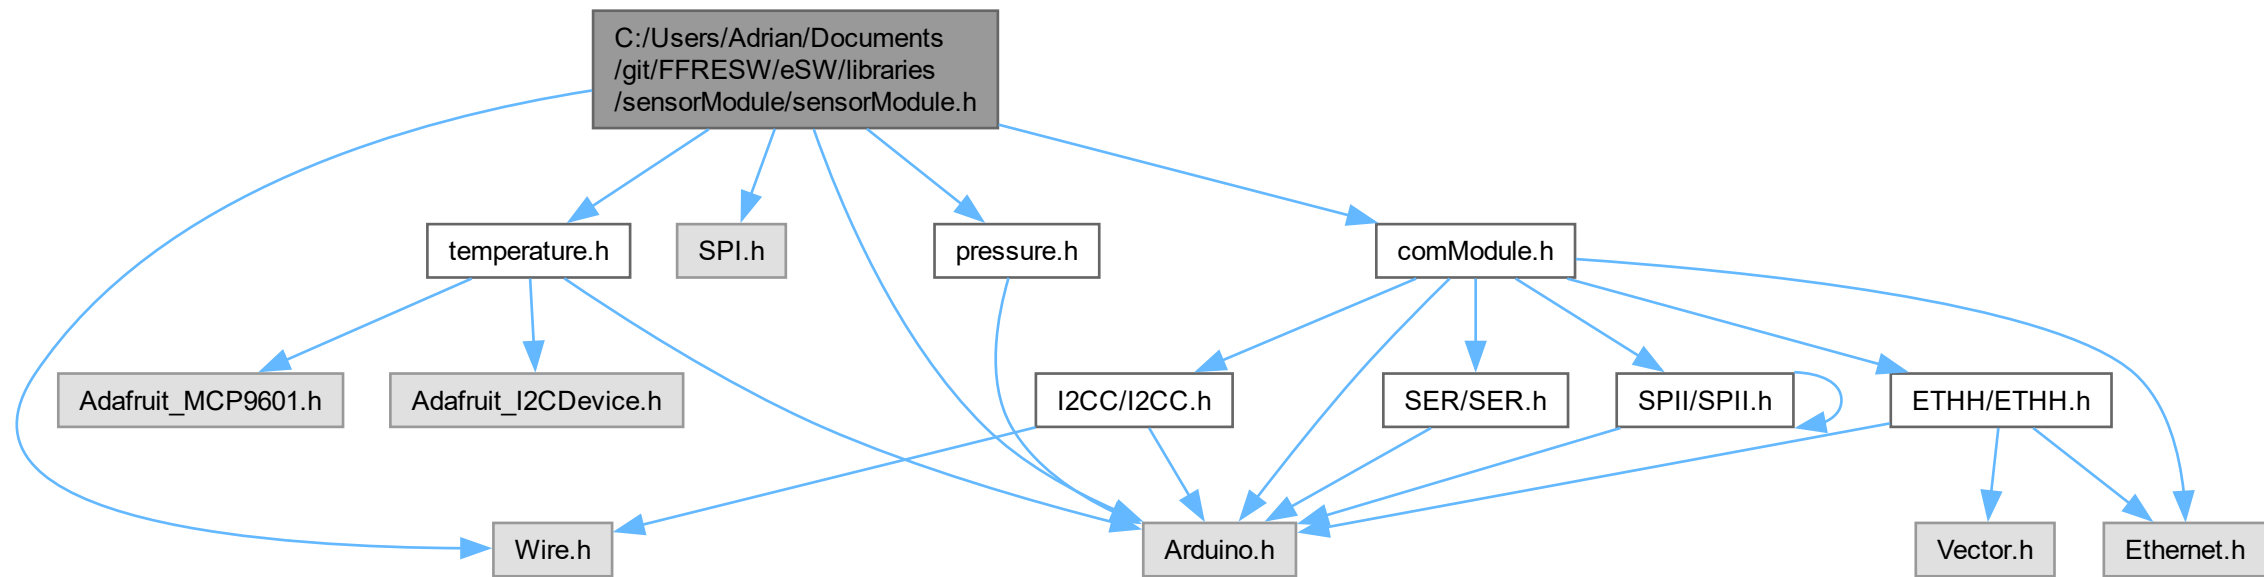 C:/Users/Adrian/Documents
/git/FFRESW/eSW/libraries
/sensorModule/sensorModule.h
temperature.h
SPI.h
pressure.h
comModule.h
Adafruit_MCP9601.h
Adafruit_I2CDevice.h
I2CC/I2CC.h
SER/SER.h
SPII/SPII.h
ETHH/ETHH.h
Wire.h
Arduino.h
Vector.h
Ethernet.h